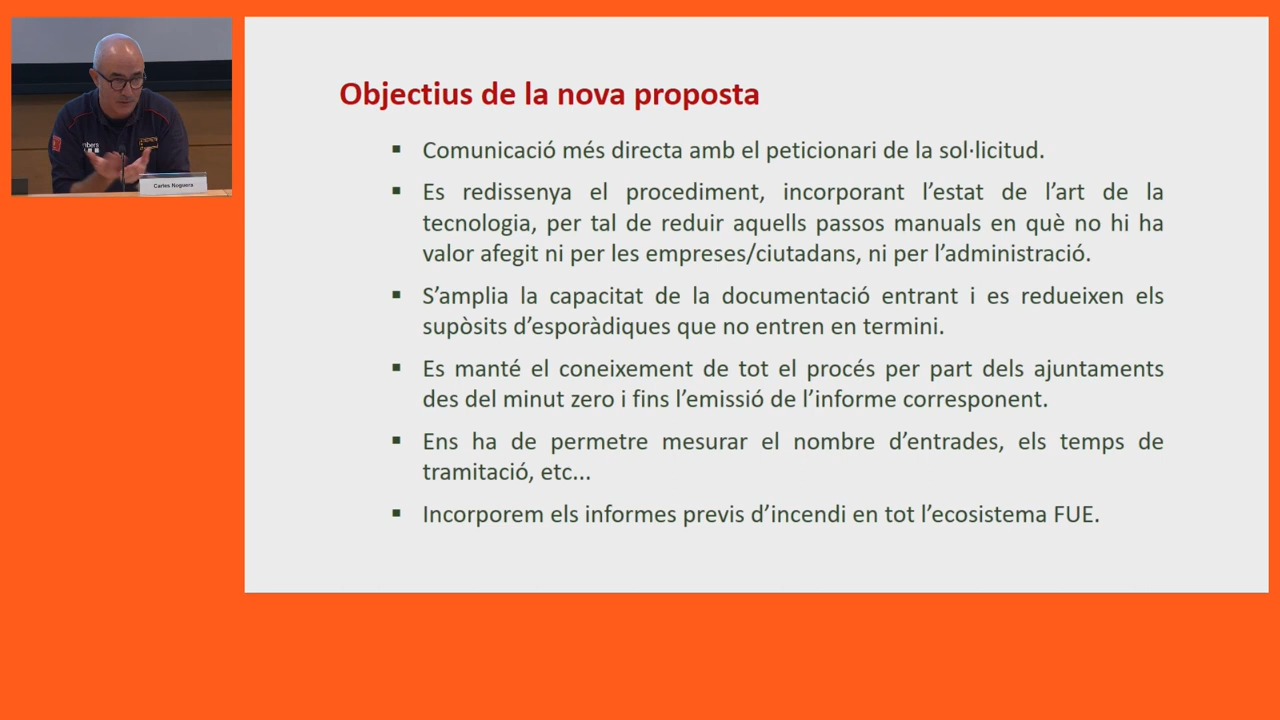 mbers
Carles Noguera
Objectius de la nova proposta
▪ Comunicació més directa amb el peticionari de la sol·licitud.
▪ Es redissenya el procediment, incorporant l’estat de l’art de la
tecnologia, per tal de reduir aquells passos manuals en què no hi ha
valor afegit ni per les empreses/ciutadans, ni per l’administració.
▪ S’amplia la capacitat de la documentació entrant i es redueixen els
supòsits d’esporàdiques que no entren en termini.
▪ Es manté el coneixement de tot el procés per part dels ajuntaments
des del minut zero i fins l’emissió de l’informe corresponent.
▪ Ens ha de permetre mesurar el nombre d’entrades, els temps de
tramitació, etc...
▪ Incorporem els informes previs d’incendi en tot l’ecosistema FUE.